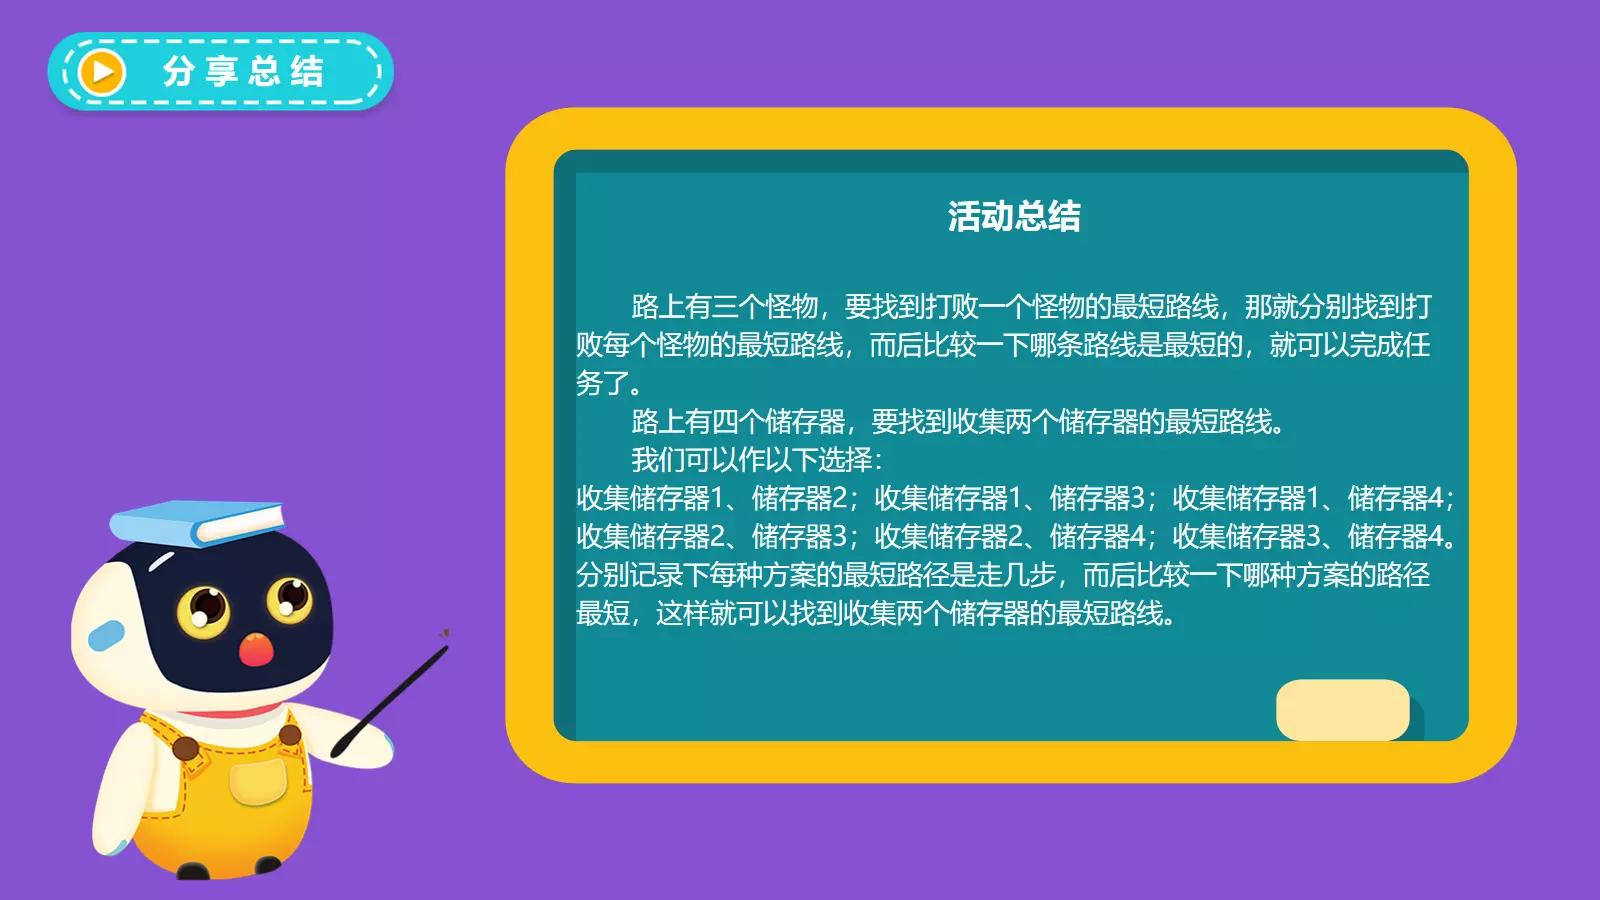 分享总结
活动总结
路上有三个怪物，要找到打败一个怪物的最短路线，那就分别找到打
败每个怪物的最短路线，而后比较一下哪条路线是最短的，就可以完成任
务了。
路上有四个储存器，要找到收集两个储存器的最短路线。
我们可以作以下选择：
收集储存器1、储存器2；收集储存器1、储存器3；收集储存器1、储存器4；
收集储存器2、储存器3；收集储存器2、储存器4；收集储存器3、储存器4。
分别记录下每种方案的最短路径是走几步，而后比较一下哪种方案的路径
最短，这样就可以找到收集两个储存器的最短路线。